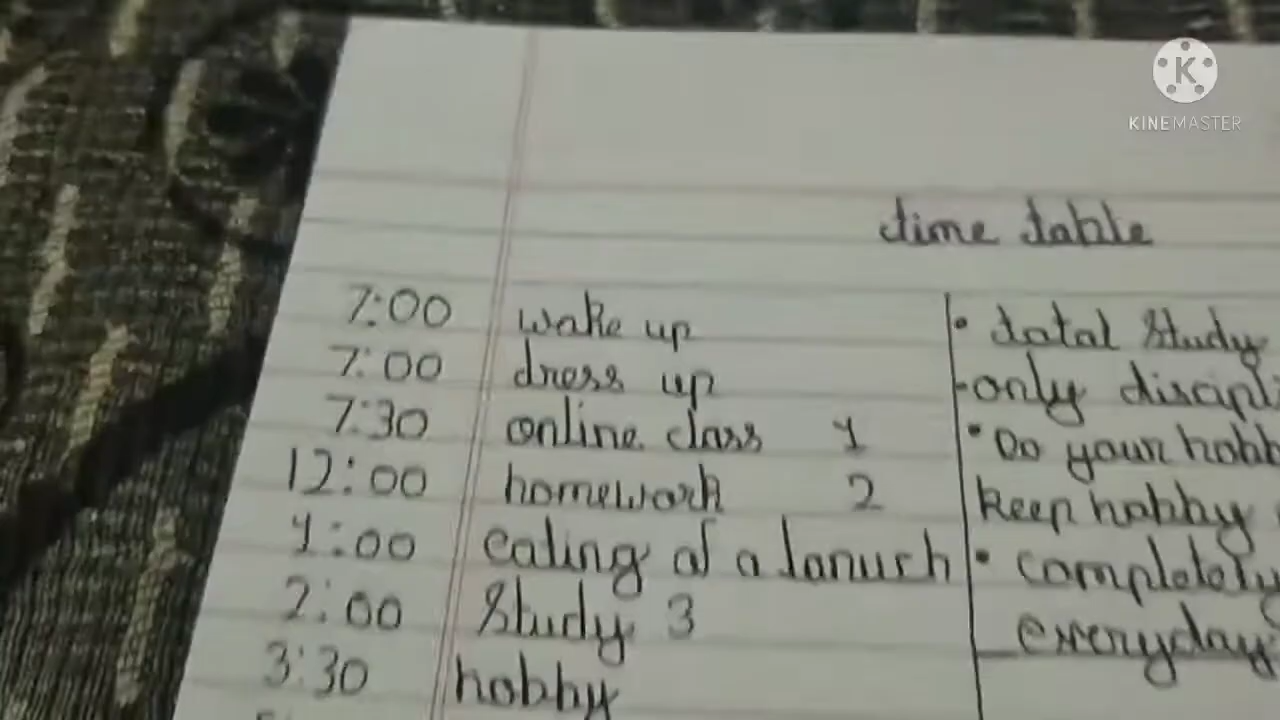 K
KINEMASTER
time table
7:00 wake up
7:00 dress up
7:30 online class 1
12:00 homework 2
1:00 eating of a lanuch
2:00 Study 3
3:30 hobby
• total study
-only discipli
• Do your hobb
keep hobby
• completely
everyday